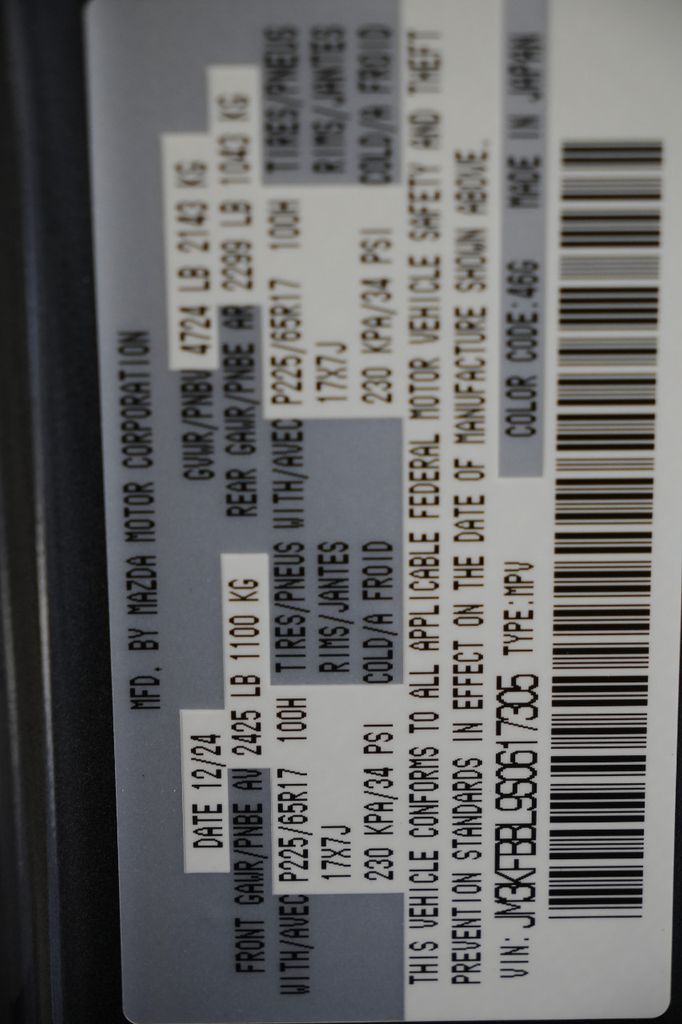 MFD. BY MAZDA MOTOR CORPORATION
DATE 12/24 GVWR/PNBV 4724 LB 2143 KG
FRONT GAWR/PNBE AV 2425 LB 1100 KG REAR GAWR/PNBE AR 2299 LB 1043 KG
WITH/AVEC P225/65R17 100H TIRES/PNEUS WITH/AVEC P225/65R17 100H TIRES/PNEUS
17X7J RIMS/JANTES 17X7J RIMS/JANTES
230 KPA/34 PSI COLD/A FROID 230 KPA/34 PSI COLD/A FROID
THIS VEHICLE CONFORMS TO ALL APPLICABLE FEDERAL MOTOR VEHICLE SAFETY AND THEFT
PREVENTION STANDARDS IN EFFECT ON THE DATE OF MANUFACTURE SHOWN ABOVE.
VIN: JM3KFBBL9S0617305 TYPE:MPV COLOR CODE:46G MADE IN JAPAN